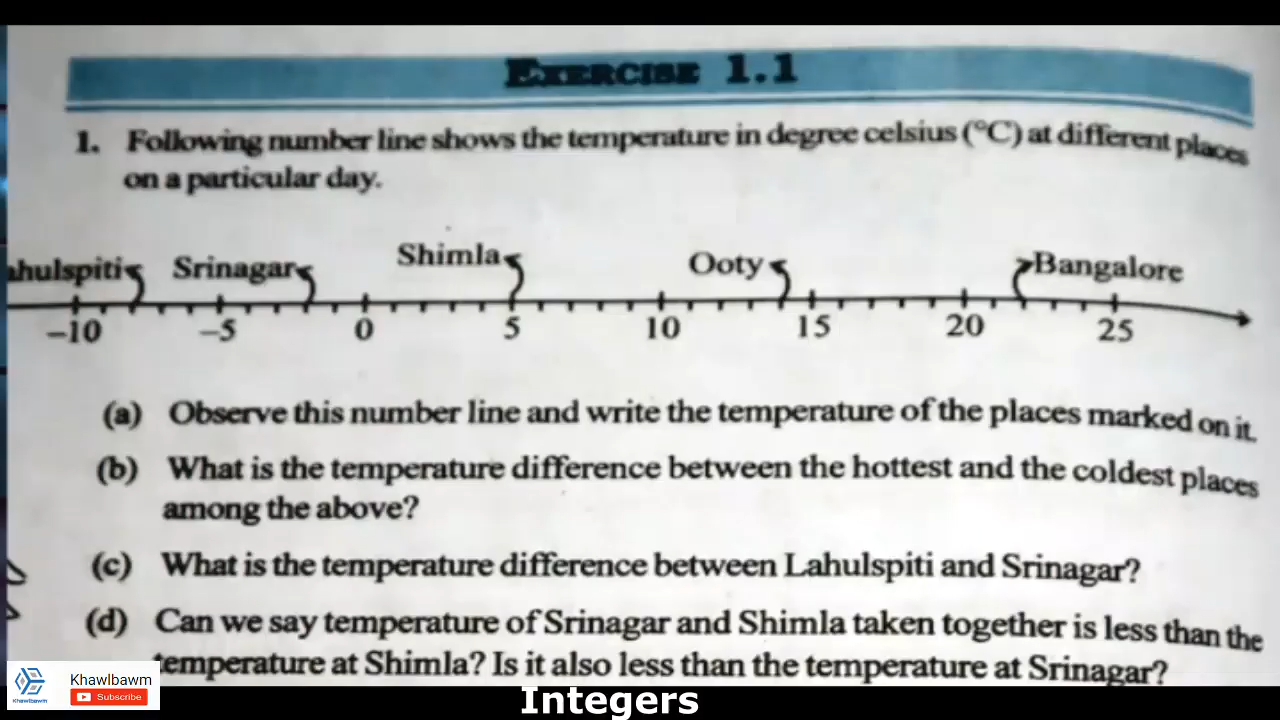 EXERCISE 1.1
1. Following number line shows the temperature in degree celsius (°C) at different places
on a particular day.
ahulspiti Srinagar Shimla Ooty Bangalore
–10 –5 0 5 10 15 20 25
(a) Observe this number line and write the temperature of the places marked on it.
(b) What is the temperature difference between the hottest and the coldest places
among the above?
(c) What is the temperature difference between Lahulspiti and Srinagar?
(d) Can we say temperature of Srinagar and Shimla taken together is less than the
temperature at Shimla? Is it also less than the temperature at Srinagar?
Khawlbawm
Khawlbawm
Subscribe
Integers